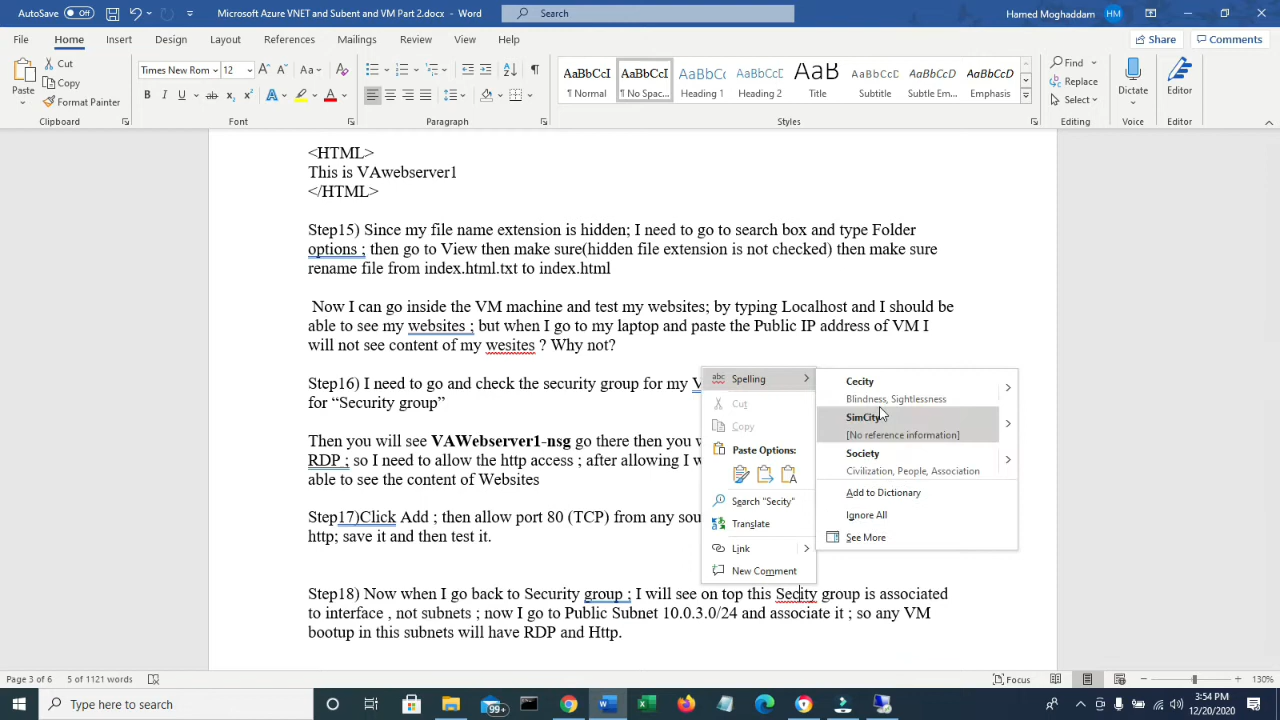 AutoSave Off
Microsoft Azure VNET and VM Part2.docx - Word
Search
Hamed Moghaddam HM
File Home Insert Design Layout References Mailings Review View Help
Share Comments
Paste
Cut
Copy
Format Painter
Times New Rom 12
AaBbCcI AaBbCcI AaBbCcI AaBbCcI AaB AaBbCcI AaBbCcI AaBbCcI
¶ Normal ¶ No Spac... Heading 1 Heading 2 Title Subtitle Subtle Em... Emphasis
Find
Replace
Select
Dictate
Editor
Clipboard Font Paragraph Styles Editing Voice Editor
<HTML>
This is VAwebserver1
</HTML>
Step15) Since my file name extension is hidden; I need to go to search box and type Folder
options ; then go to View then make sure(hidden file extension is not checked) then make sure
rename file from index.html.txt to index.html
Now I can go inside the VM machine and test my websites; by typing Localhost and I should be
able to see my websites ; but when I go to my laptop and paste the Public IP address of VM I
will not see content of my wesites ? Why not?
Step16) I need to go and check the security group for my V
for “Security group”
Then you will see VAWebserver1-nsg go there then you w
RDP ; so I need to allow the http access ; after allowing I w
able to see the content of Websites
Step17)Click Add ; then allow port 80 (TCP) from any sou
http; save it and then test it.
Step18) Now when I go back to Security group ; I will see on top this Secity group is associated
to interface , not subnets ; now I go to Public Subnet 10.0.3.0/24 and associate it ; so any VM
bootup in this subnets will have RDP and Http.
abc Spelling
Cut
Copy
Paste Options:
Search "Secity"
Translate
Link
New Comment
Cecity
Blindness, Sightlessness
SimCity
[No reference information]
Society
Civilization, People, Association
Add to Dictionary
Ignore All
See More
Page 3 of 6 5 of 1121 words
Focus
130%
Type here to search
99+
3:54 PM
12/20/2020